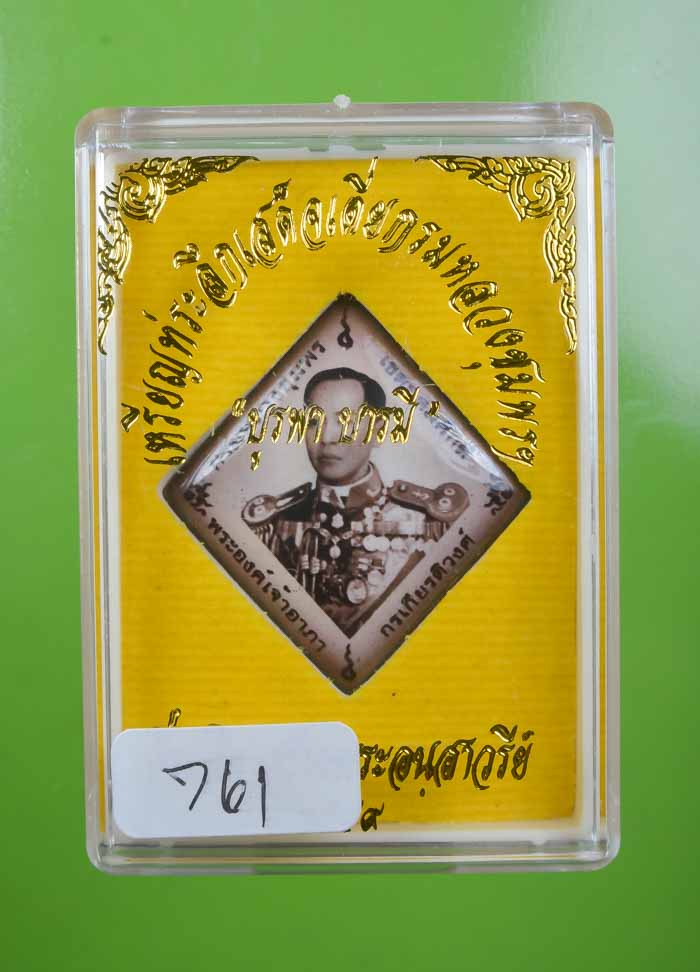 เหรียญที่ระลึกเสด็จเตี่ยกรมหลวงชุมพรฯ
"บุรพา บารมี"
พระองค์เจ้าอาภา
กรเกียรติวงศ์
ระอนุสาวรีย์
๙
761